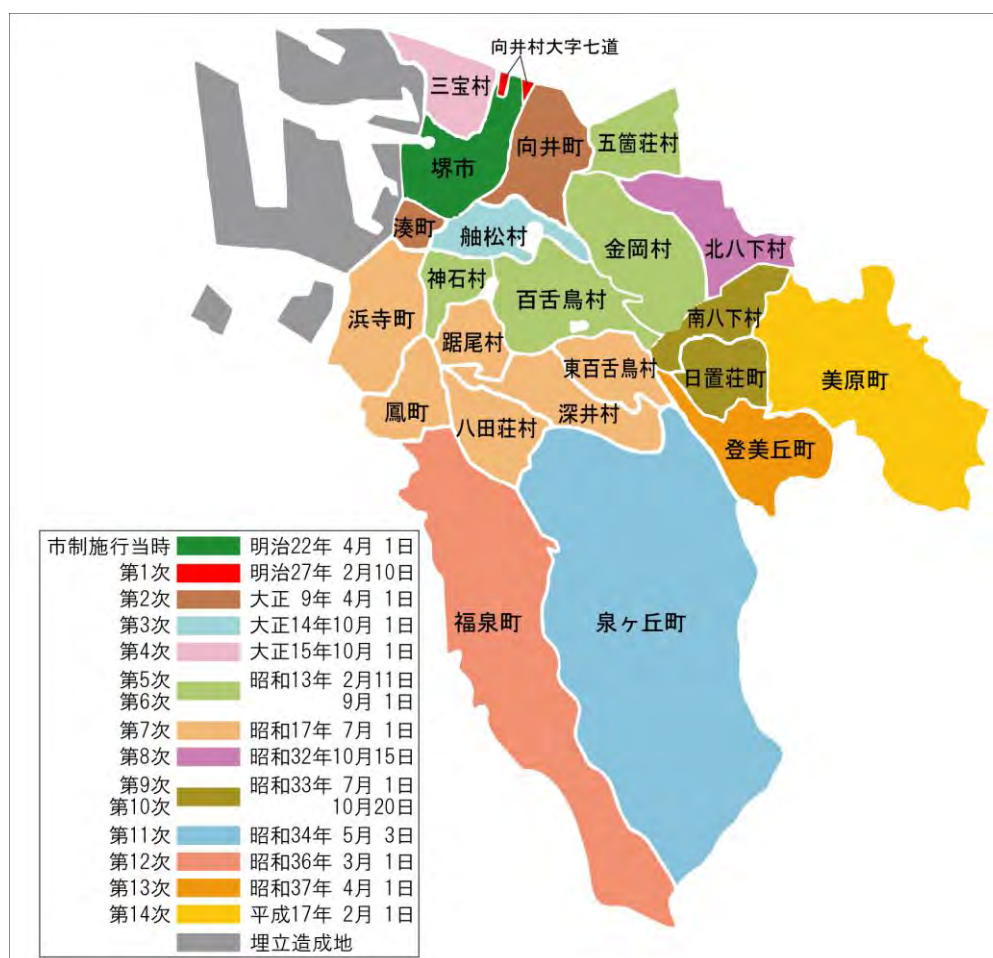 向井村大字七道
三宝村
堺市
向井町
五箇荘村
湊町
舳松村
金岡村
北八下村
神石村
百舌鳥村
浜寺町
踞尾村
南八下村
東百舌鳥村
日置荘町
美原町
鳳町
八田荘村
深井村
登美丘町
福泉町
泉ヶ丘町
市制施行当時 明治22年 4月 1日
第1次 明治27年 2月10日
第2次 大正 9年 4月 1日
第3次 大正14年10月 1日
第4次 大正15年10月 1日
第5次 昭和13年 2月11日
第6次 9月 1日
第7次 昭和17年 7月 1日
第8次 昭和32年10月15日
第9次 昭和33年 7月 1日
第10次 10月20日
第11次 昭和34年 5月 3日
第12次 昭和36年 3月 1日
第13次 昭和37年 4月 1日
第14次 平成17年 2月 1日
埋立造成地